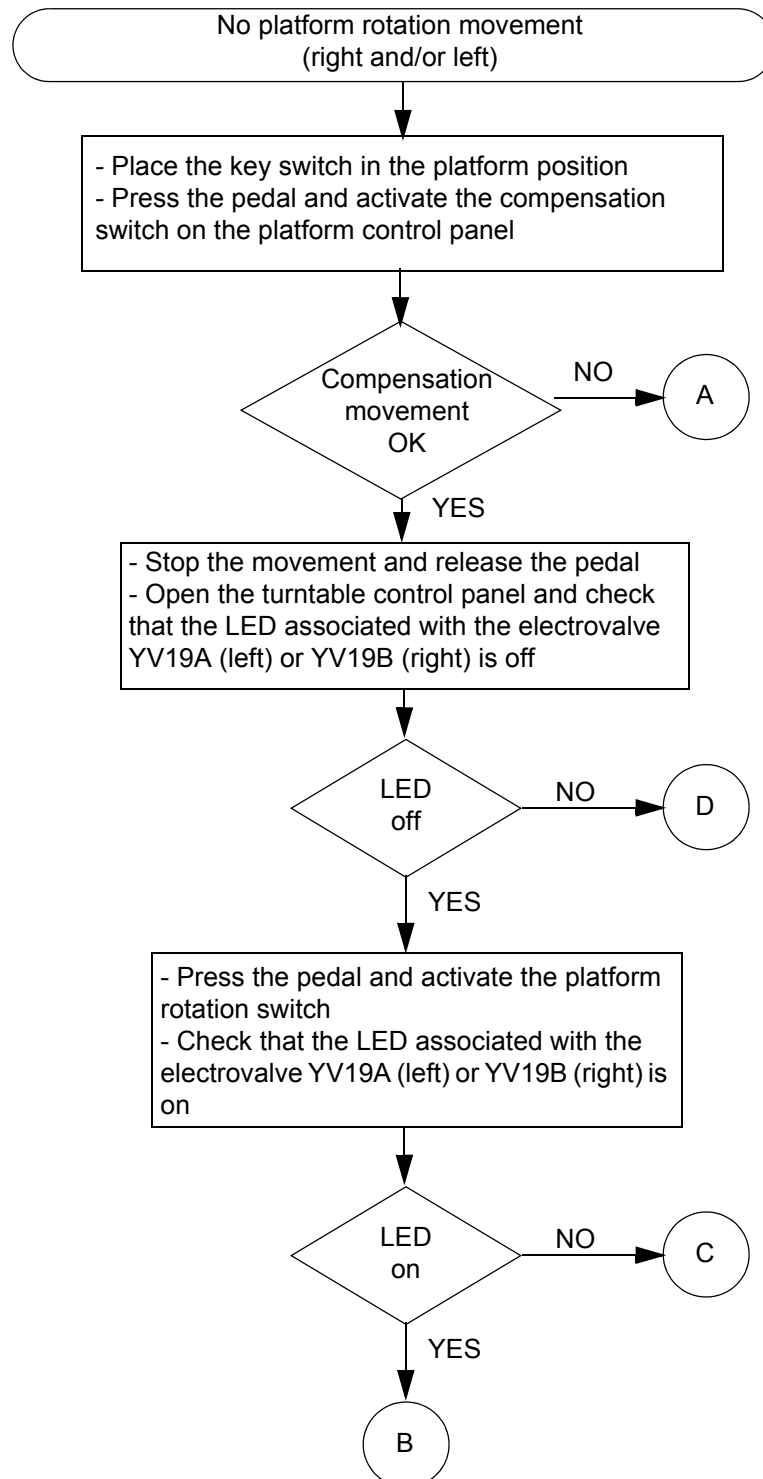 No platform rotation movement
(right and/or left)
- Place the key switch in the platform position
- Press the pedal and activate the compensation
switch on the platform control panel
Compensation
movement
OK
NO
A
YES
- Stop the movement and release the pedal
- Open the turntable control panel and check
that the LED associated with the electrovalve
YV19A (left) or YV19B (right) is off
LED
off
NO
D
YES
- Press the pedal and activate the platform
rotation switch
- Check that the LED associated with the
electrovalve YV19A (left) or YV19B (right) is
on
LED
on
NO
C
YES
B